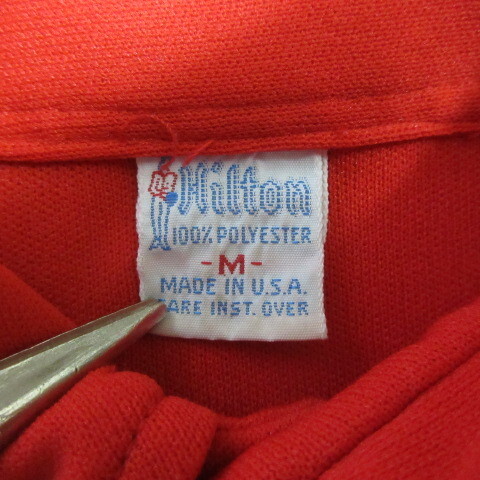 Hilton
100% POLYESTER
-M-
MADE IN U.S.A.
CARE INST. OVER